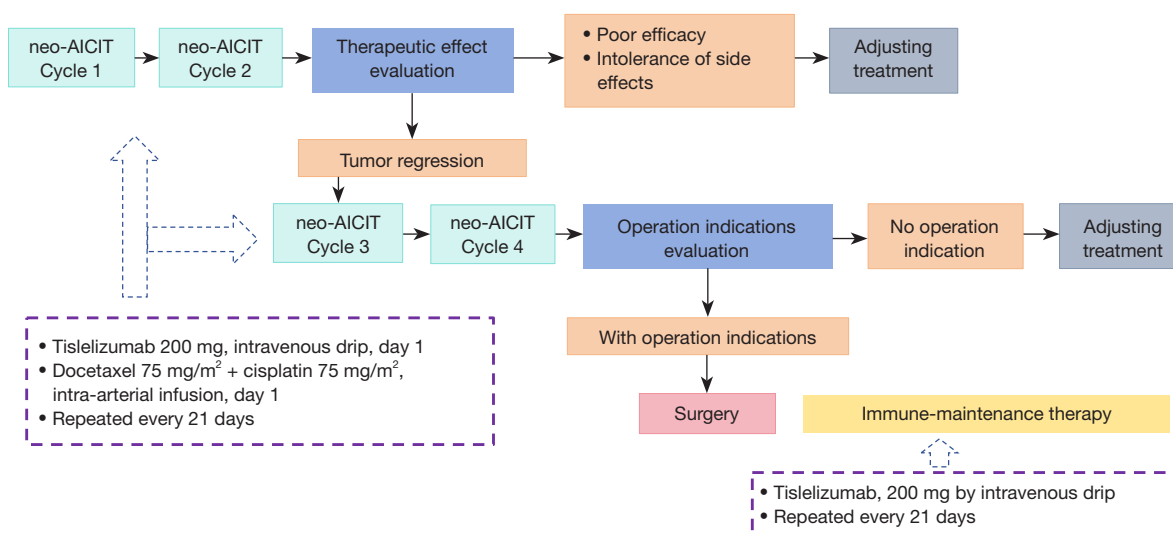 neo-AICIT
Cycle 1
neo-AICIT
Cycle 2
Therapeutic effect
evaluation
• Poor efficacy
• Intolerance of side
effects
Adjusting
treatment
Tumor regression
neo-AICIT
Cycle 3
neo-AICIT
Cycle 4
Operation indications
evaluation
No operation
indication
Adjusting
treatment
• Tislelizumab 200 mg, intravenous drip, day 1
• Docetaxel 75 mg/m² + cisplatin 75 mg/m²,
intra-arterial infusion, day 1
• Repeated every 21 days
With operation indications
Surgery
Immune-maintenance therapy
• Tislelizumab, 200 mg by intravenous drip
• Repeated every 21 days